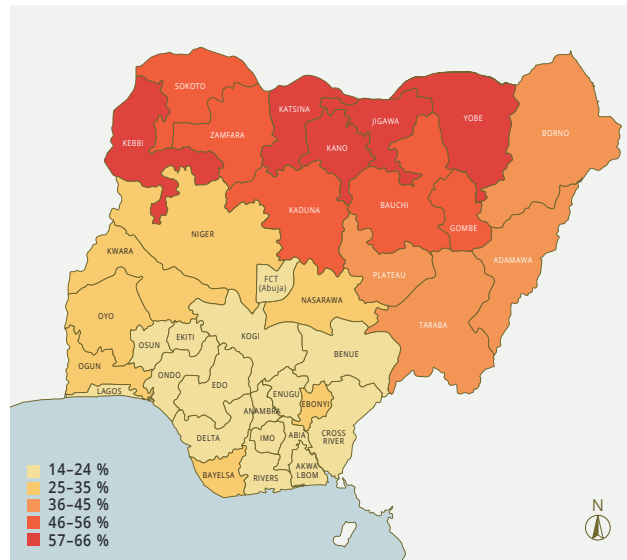 SOKOTO
KATSINA
KEBBI
ZAMFARA
KANO
JIGAWA
YOBE
BORNO
KADUNA
BAUCHI
GOMBE
NIGER
KWARA
FCT
(Abuja)
PLATEAU
ADAMAWA
NASARAWA
OYO
TARABA
OSUN
EKITI
KOGI
BENUE
OGUN
ONDO
EDO
LAGOS
ENUGU
ANAMBRA
EBONYI
DELTA
IMO
ABIA
CROSS
RIVER
BAYELSA
RIVERS
AKWA
LBOM
14–24 %
25–35 %
36–45 %
46–56 %
57–66 %
N